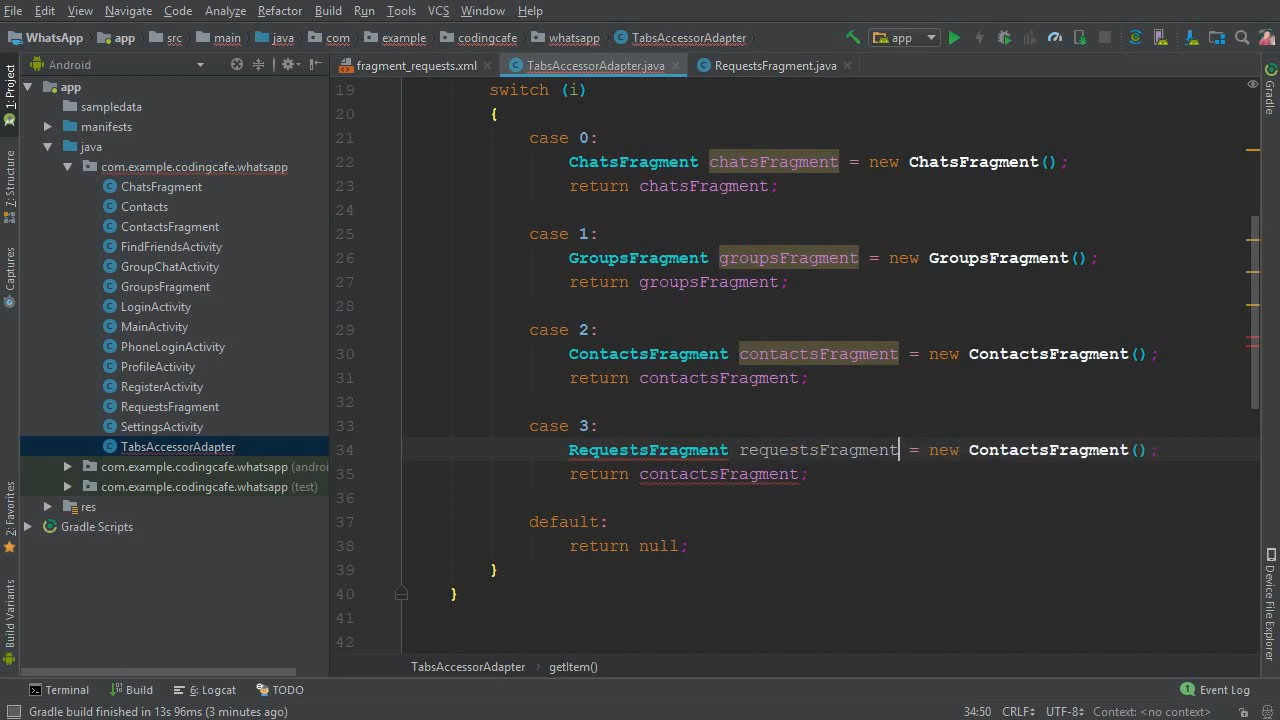 File Edit View Navigate Code Analyze Refactor Build Run Tools VCS Window Help
WhatsApp app src main java com example codingcafe whatsapp TabsAccessorAdapter app
Android
fragment_requests.xml TabsAccessorAdapter.java RequestsFragment.java
1: Project
7: Structure
Captures
2: Favorites
Build Variants
app
sampledata
manifests
java
com.example.codingcafe.whatsapp
ChatsFragment
Contacts
ContactsFragment
FindFriendsActivity
GroupChatActivity
GroupsFragment
LoginActivity
MainActivity
PhoneLoginActivity
ProfileActivity
RegisterActivity
RequestsFragment
SettingsActivity
TabsAccessorAdapter
com.example.codingcafe.whatsapp (androi
com.example.codingcafe.whatsapp (test)
res
Gradle Scripts
19 switch (i)
20 {
21 case 0:
22 ChatsFragment chatsFragment = new ChatsFragment();
23 return chatsFragment;
24
25 case 1:
26 GroupsFragment groupsFragment = new GroupsFragment();
27 return groupsFragment;
28
29 case 2:
30 ContactsFragment contactsFragment = new ContactsFragment();
31 return contactsFragment;
32
33 case 3:
34 RequestsFragment requestsFragment = new ContactsFragment();
35 return contactsFragment;
36
37 default:
38 return null;
39 }
40 }
41
42
Gradle
Device File Explorer
TabsAccessorAdapter › getItem()
Terminal Build 6: Logcat TODO 1 Event Log
Gradle build finished in 13s 96ms (3 minutes ago) 34:50 CRLF UTF-8 Context: <no context>